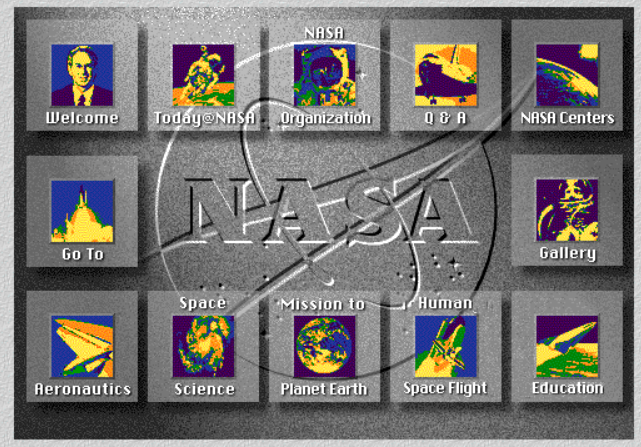 Welcome
Today@NASA
NASA
Organization
Q & A
NASA Centers
Go To
NASA
Gallery
Aeronautics
Space
Science
Mission to
Planet Earth
Human
Space Flight
Education